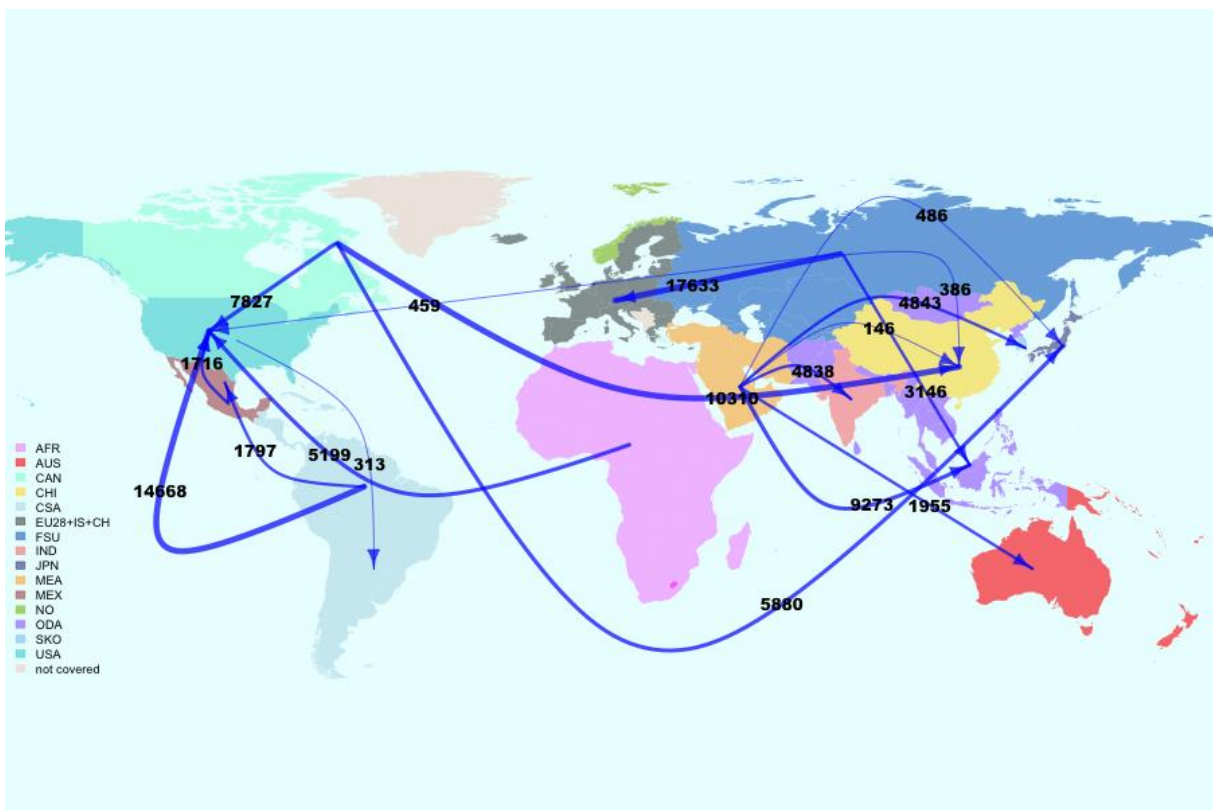 486
17633
386
7827
459
4843
146
1716
4838
3146
10310
1797
5199
313
14668
9273
1955
5880
AFR
AUS
CAN
CHI
CSA
EU28+IS+CH
FSU
IND
JPN
MEA
MEX
NO
ODA
SKO
USA
not covered